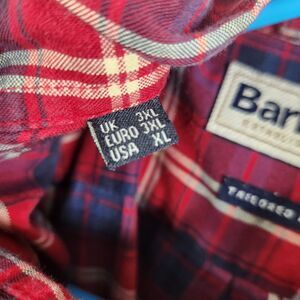 UK 3XL
EURO 3XL
USA XL
Bar
TAILORED